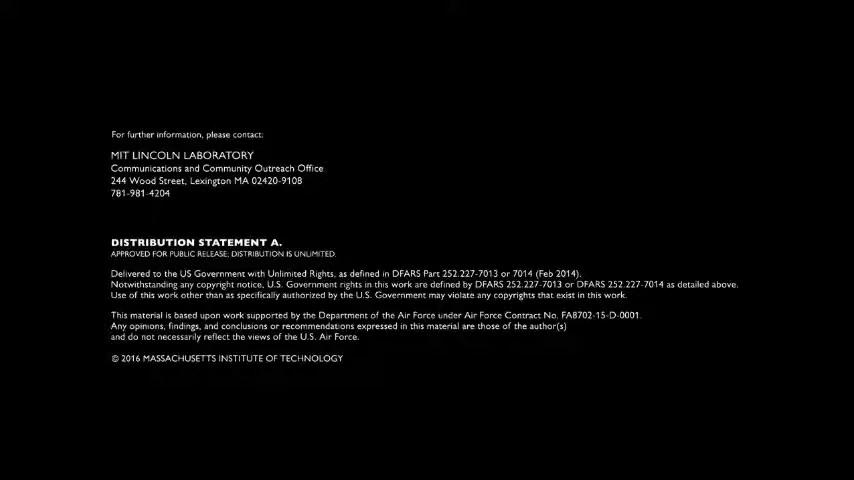 For further information, please contact:
MIT LINCOLN LABORATORY
Communications and Community Outreach Office
244 Wood Street, Lexington MA 02420-9108
781-981-4204
DISTRIBUTION STATEMENT A.
APPROVED FOR PUBLIC RELEASE; DISTRIBUTION IS UNLIMITED.
Delivered to the US Government with Unlimited Rights, as defined in DFARS Part 252.227-7013 or 7014 (Feb 2014).
Notwithstanding any copyright notice, U.S. Government rights in this work are defined by DFARS 252.227-7013 or DFARS 252.227-7014 as detailed above.
Use of this work other than as specifically authorized by the U.S. Government may violate any copyrights that exist in this work.
This material is based upon work supported by the Department of the Air Force under Air Force Contract No. FA8702-15-D-0001.
Any opinions, findings, and conclusions or recommendations expressed in this material are those of the author(s)
and do not necessarily reflect the views of the U.S. Air Force.
© 2016 MASSACHUSETTS INSTITUTE OF TECHNOLOGY